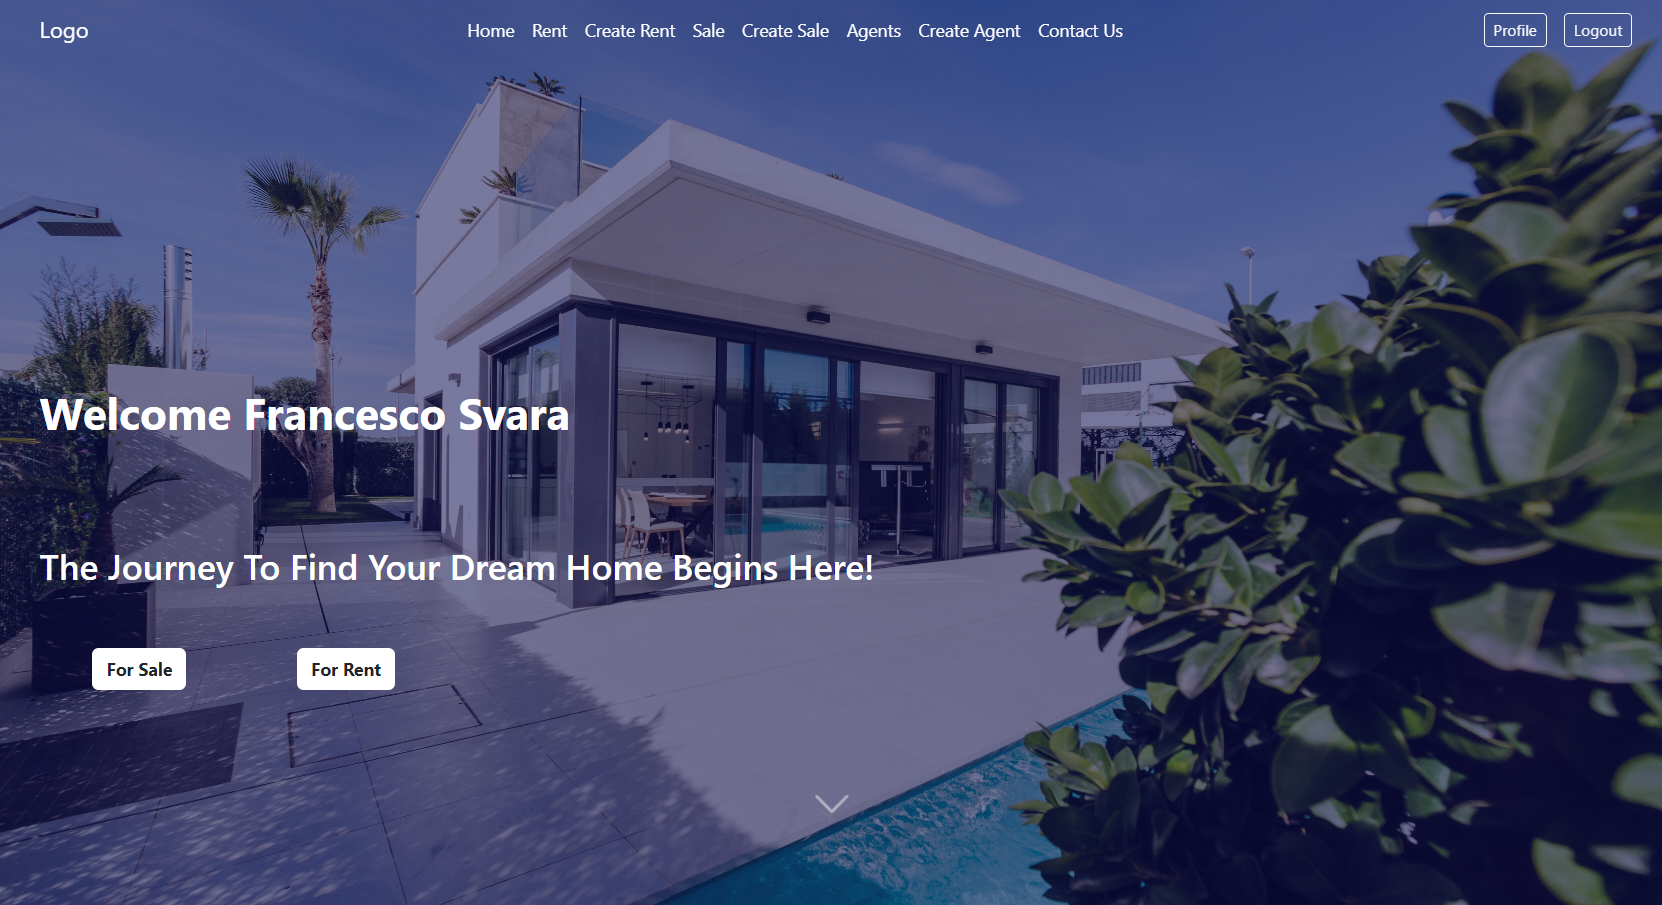 Logo
Home Rent Create Rent Sale Create Sale Agents Create Agent Contact Us
Profile Logout
Welcome Francesco Svara
The Journey To Find Your Dream Home Begins Here!
For Sale For Rent